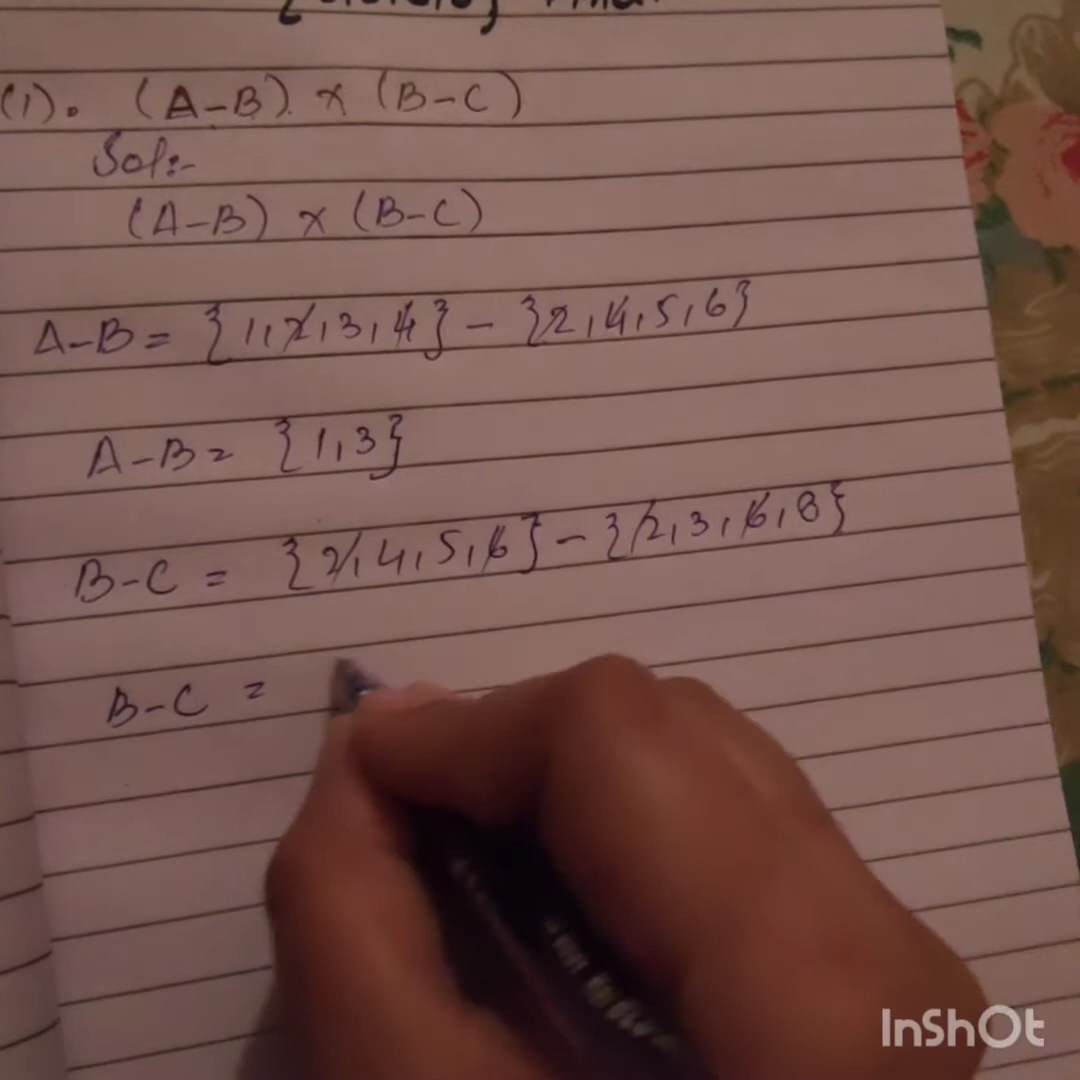 (1). (A-B) × (B-C)
Sol:-
(A-B) × (B-C)
A-B = {1,2,3,4} - {2,4,5,6}
A-B = {1,3}
B-C = {2,4,5,6} - {2,3,6,8}
B-C =
InShOt